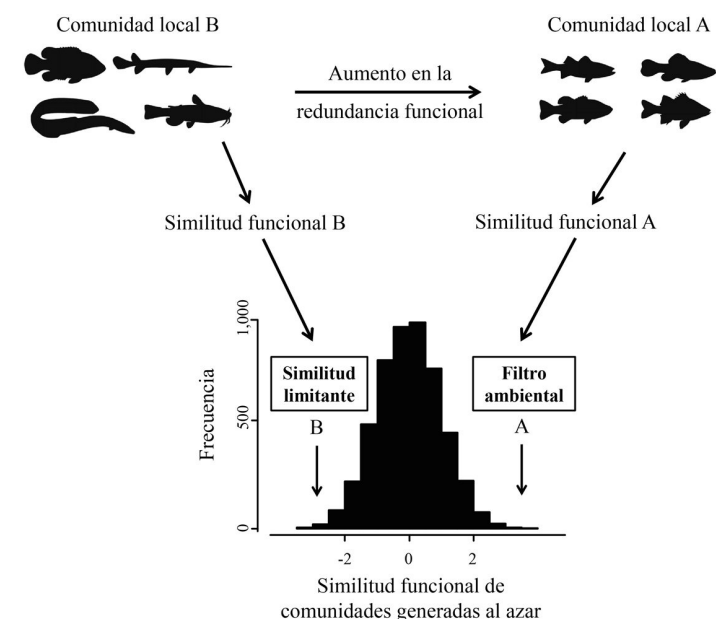 Comunidad local B
Comunidad local A
Aumento en la
redundancia funcional
Similitud funcional B
Similitud funcional A
Similitud
limitante
B
Filtro
ambiental
A
Frecuencia
1,000
500
0
-2
0
2
Similitud funcional de
comunidades generadas al azar